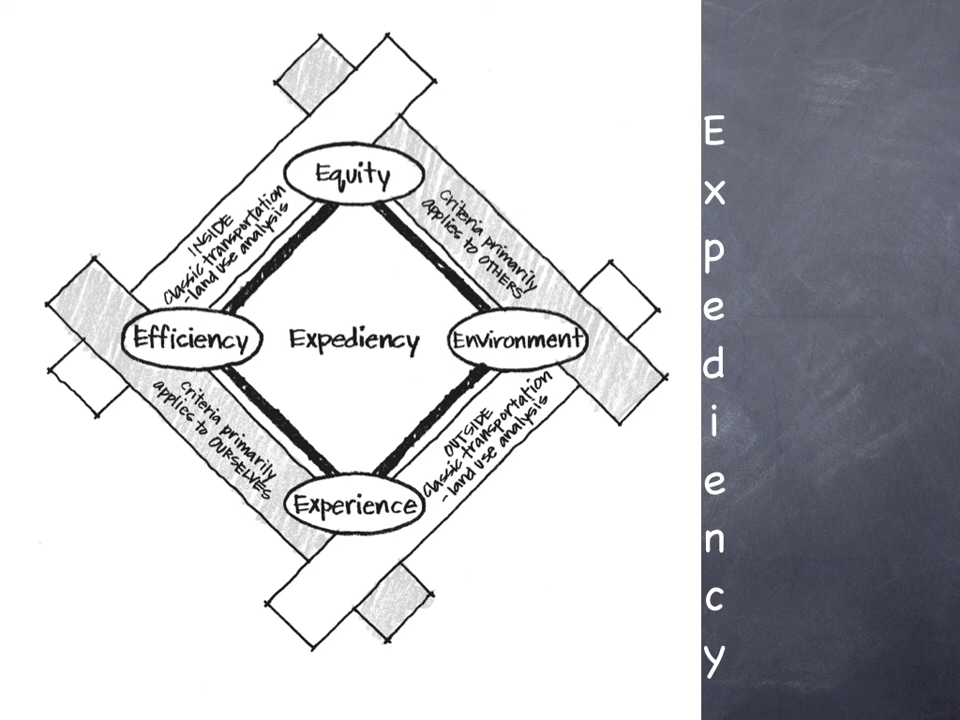 Equity
INSIDE
classic transportation
-land use analysis
Criteria primarily
applies to OTHERS
Efficiency
Expediency
Environment
Criteria primarily
applies to OURSELVES
OUTSIDE
classic transportation
-land use analysis
Experience
E
x
p
e
d
i
e
n
c
y